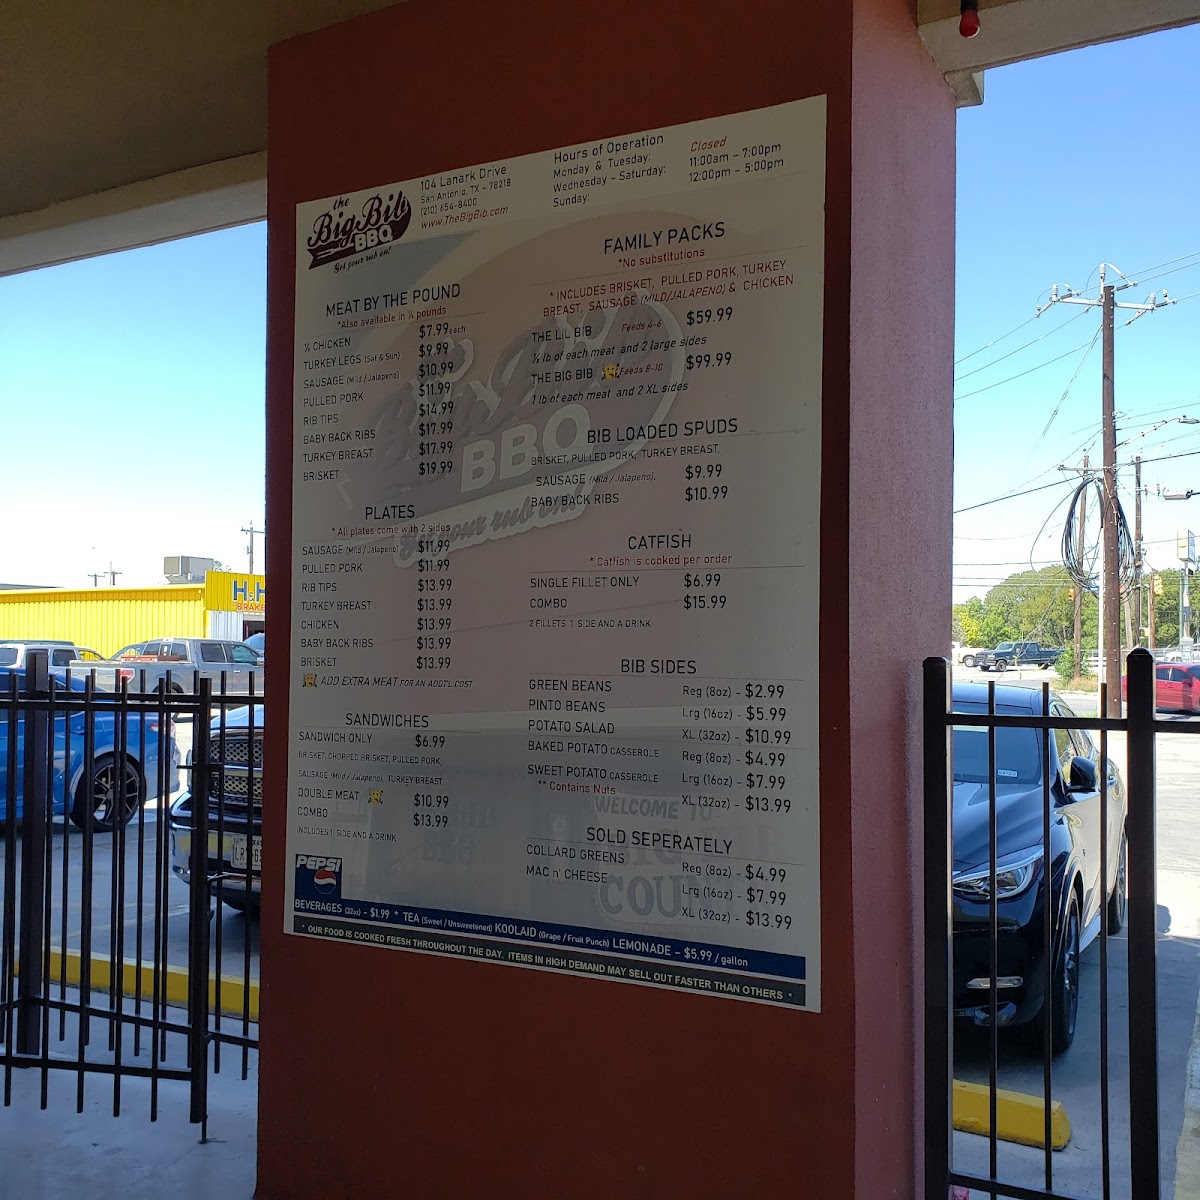 the
Big Bib
BBQ
Get your rub on!
104 Lanark Drive
San Antonio, TX - 78218
(210) 654-8400
www.TheBigBib.com
Hours of Operation
Monday & Tuesday: Closed
Wednesday - Saturday: 11:00am - 7:00pm
Sunday: 12:00pm - 5:00pm
MEAT BY THE POUND
*Also available in ½ pounds
½ CHICKEN $7.99 each
TURKEY LEGS (Sat & Sun) $9.99
SAUSAGE (Mild / Jalapeno) $10.99
PULLED PORK $11.99
RIB TIPS $14.99
BABY BACK RIBS $17.99
TURKEY BREAST $17.99
BRISKET $19.99
PLATES
* All plates come with 2 sides
SAUSAGE (Mild / Jalapeno) $11.99
PULLED PORK $11.99
RIB TIPS $13.99
TURKEY BREAST $13.99
CHICKEN $13.99
BABY BACK RIBS $13.99
BRISKET $13.99
ADD EXTRA MEAT FOR AN ADDTL COST
SANDWICHES
SANDWICH ONLY $6.99
BRISKET, CHOPPED BRISKET, PULLED PORK,
SAUSAGE (Mild / Jalapeno), TURKEY BREAST
DOUBLE MEAT $10.99
COMBO $13.99
INCLUDES 1 SIDE AND A DRINK
FAMILY PACKS
*No substitutions
* INCLUDES BRISKET, PULLED PORK, TURKEY
BREAST, SAUSAGE (MILD/JALAPENO) & CHICKEN
THE LIL BIB Feeds 4-6 $59.99
½ lb of each meat and 2 large sides
THE BIG BIB Feeds 8-10 $99.99
1 lb of each meat and 2 XL sides
BIB LOADED SPUDS
BRISKET, PULLED PORK, TURKEY BREAST,
SAUSAGE (Mild / Jalapeno), $9.99
BABY BACK RIBS $10.99
CATFISH
* Catfish is cooked per order
SINGLE FILLET ONLY $6.99
COMBO $15.99
2 FILLETS 1 SIDE AND A DRINK
BIB SIDES
GREEN BEANS Reg (8oz) - $2.99
PINTO BEANS Lrg (16oz) - $5.99
POTATO SALAD XL (32oz) - $10.99
BAKED POTATO CASSEROLE Reg (8oz) - $4.99
SWEET POTATO CASSEROLE Lrg (16oz) - $7.99
**Contains Nuts XL (32oz) - $13.99
SOLD SEPERATELY
COLLARD GREENS Reg (8oz) - $4.99
MAC n' CHEESE Lrg (16oz) - $7.99
XL (32oz) - $13.99
PEPSI
BEVERAGES (32oz) - $1.99 * TEA (Sweet / Unsweetened) KOOLAID (Grape / Fruit Punch) LEMONADE - $5.99 / gallon
* OUR FOOD IS COOKED FRESH THROUGHOUT THE DAY. ITEMS IN HIGH DEMAND MAY SELL OUT FASTER THAN OTHERS *
BBQ
Get your rub on!
WELCOME TO
H&H
BRAKE